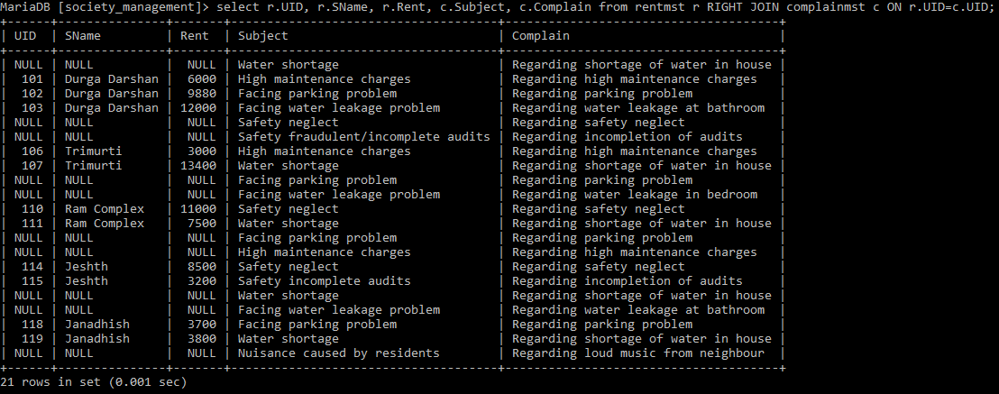 MariaDB [society_management]> select r.UID, r.SName, r.Rent, c.Subject, c.Complain from rentmst r RIGHT JOIN complainmst c ON r.UID=c.UID;
+------+---------------+-------+------------------------------------+--------------------------------------+
| UID  | SName         | Rent  | Subject                            | Complain                             |
+------+---------------+-------+------------------------------------+--------------------------------------+
| NULL | NULL          |  NULL | Water shortage                     | Regarding shortage of water in house |
|  101 | Durga Darshan |  6000 | High maintenance charges           | Regarding high maintenance charges   |
|  102 | Durga Darshan |  9880 | Facing parking problem             | Regarding parking problem            |
|  103 | Durga Darshan | 12000 | Facing water leakage problem       | Regarding water leakage at bathroom  |
| NULL | NULL          |  NULL | Safety neglect                     | Regarding safety neglect             |
| NULL | NULL          |  NULL | Safety fraudulent/incomplete audits | Regarding incompletion of audits     |
|  106 | Trimurti      |  3000 | High maintenance charges           | Regarding high maintenance charges   |
|  107 | Trimurti      | 13400 | Water shortage                     | Regarding shortage of water in house |
| NULL | NULL          |  NULL | Facing parking problem             | Regarding parking problem            |
| NULL | NULL          |  NULL | Facing water leakage problem       | Regarding water leakage in bedroom   |
|  110 | Ram Complex   | 11000 | Safety neglect                     | Regarding safety neglect             |
|  111 | Ram Complex   |  7500 | Water shortage                     | Regarding shortage of water in house |
| NULL | NULL          |  NULL | Facing parking problem             | Regarding parking problem            |
| NULL | NULL          |  NULL | High maintenance charges           | Regarding high maintenance charges   |
|  114 | Jeshth        |  8500 | Safety neglect                     | Regarding safety neglect             |
|  115 | Jeshth        |  3200 | Safety incomplete audits           | Regarding incompletion of audits     |
| NULL | NULL          |  NULL | Water shortage                     | Regarding shortage of water in house |
| NULL | NULL          |  NULL | Facing water leakage problem       | Regarding water leakage at bathroom  |
|  118 | Janadhish     |  3700 | Facing parking problem             | Regarding parking problem            |
|  119 | Janadhish     |  3800 | Water shortage                     | Regarding shortage of water in house |
| NULL | NULL          |  NULL | Nuisance caused by residents       | Regarding loud music from neighbour  |
+------+---------------+-------+------------------------------------+--------------------------------------+
21 rows in set (0.001 sec)